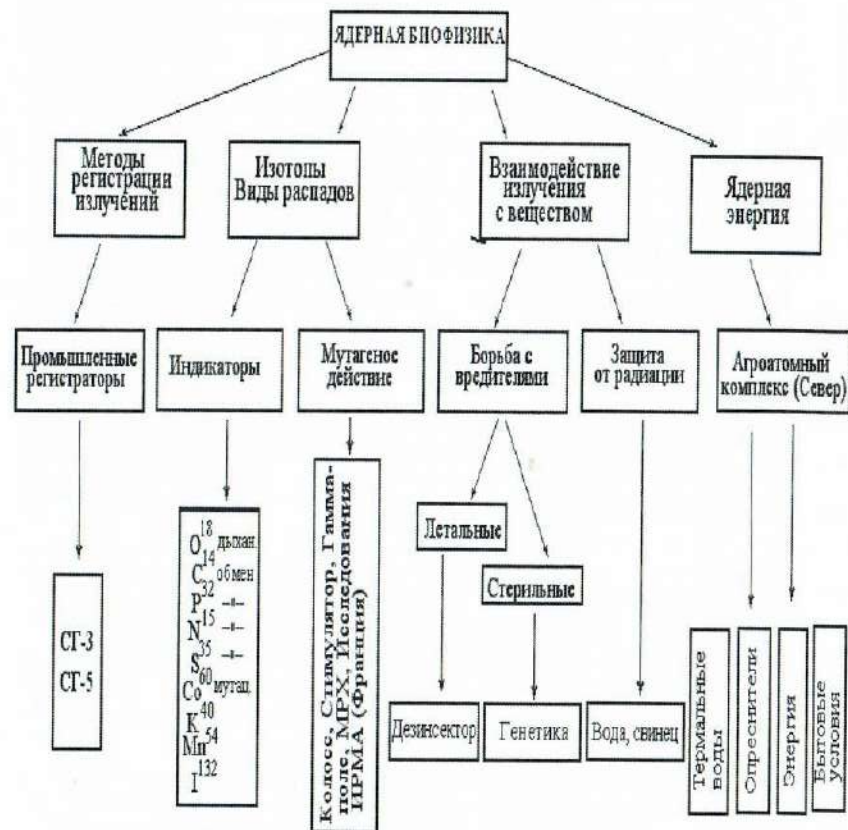 ЯДЕРНАЯ БИОФИЗИКА
Методы
регистрации
излучений
Изотопы
Виды распадов
Взаимодействие
излучения
с веществом
Ядерная
энергия
Промышленные
регистраторы
Индикаторы
Мутагеное
действие
Борьба с
вредителями
Защита
от радиации
Агроатомный
комплекс (Север)
СГ-3
СГ-5
O18 дыхан.
C14 обмен
P32 –«–
N15 –«–
S35 –«–
Co60 мутац.
K40
Mn54
I132
Колосс, Стимулятор, Гамма-
поле, МРХ, Исследования
ИРМА (Франция)
Летальные
Стерильные
Дезинсектор
Генетика
Вода, свинец
Термальные
воды
Опреснители
Энергия
Бытовые
условия